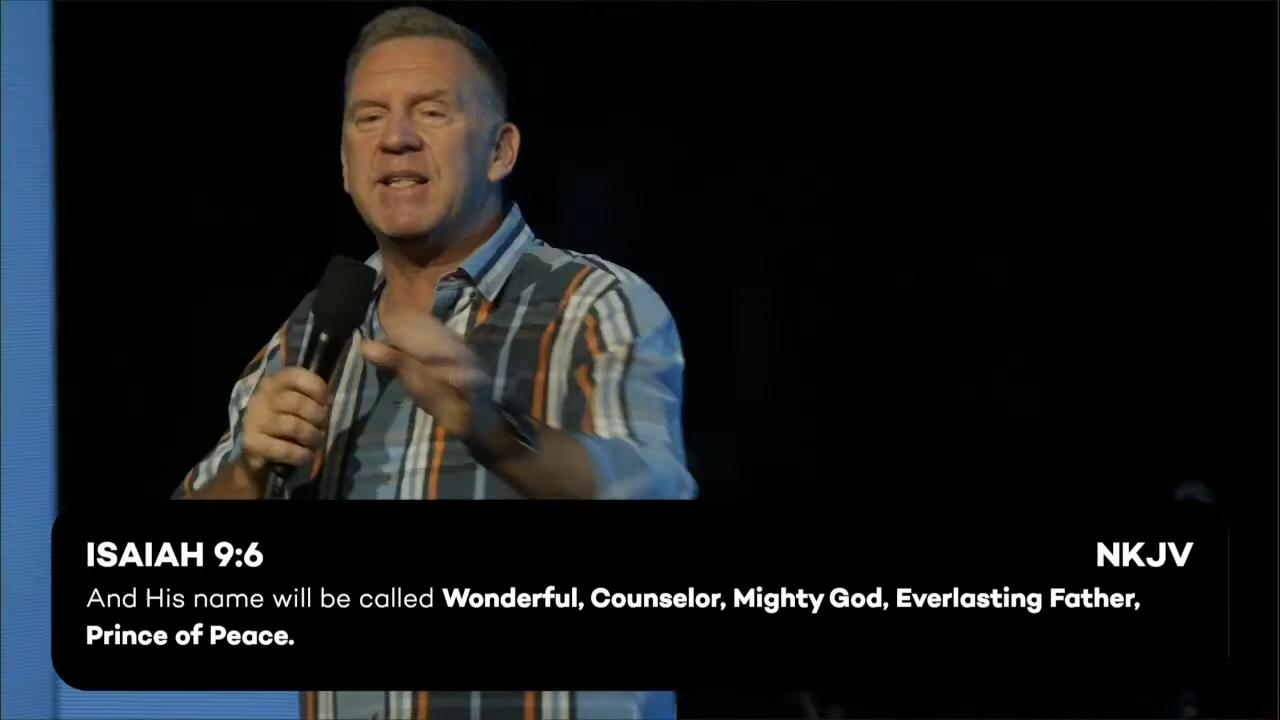 ISAIAH 9:6 NKJV
And His name will be called Wonderful, Counselor, Mighty God, Everlasting Father,
Prince of Peace.